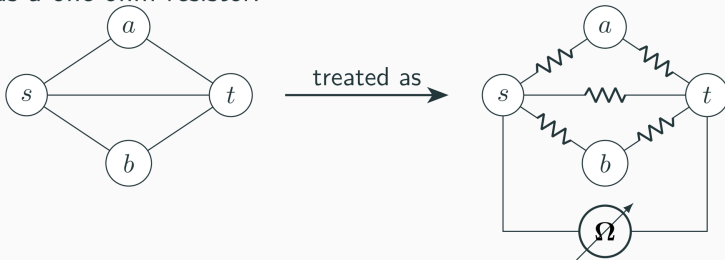 as a one ohm resistor.
a a
treated as
s t s t
b b
Ω